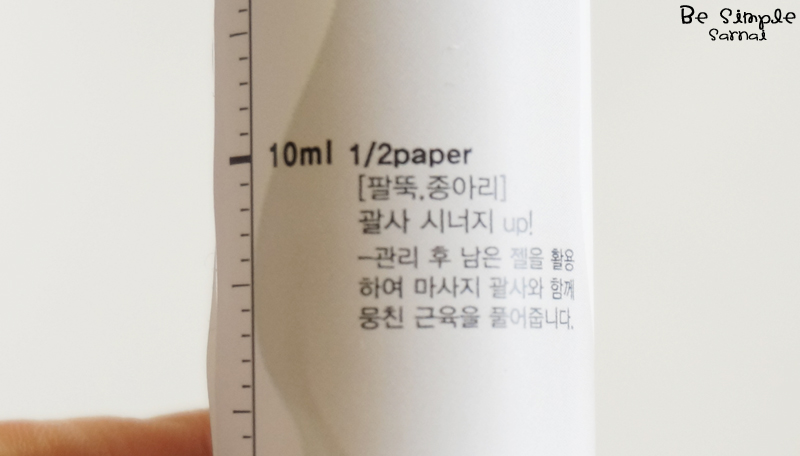 Be Simple
Sarnai
10ml 1/2paper
[팔뚝,종아리]
괄사 시너지 up!
-관리 후 남은 젤을 활용
하여 마사지 괄사와 함께
뭉친 근육을 풀어줍니다.